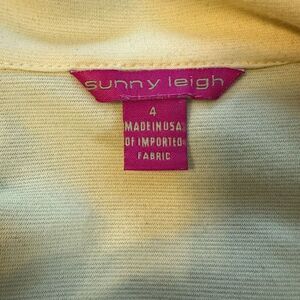 sunny leigh
4
MADE IN USA
OF IMPORTED
FABRIC